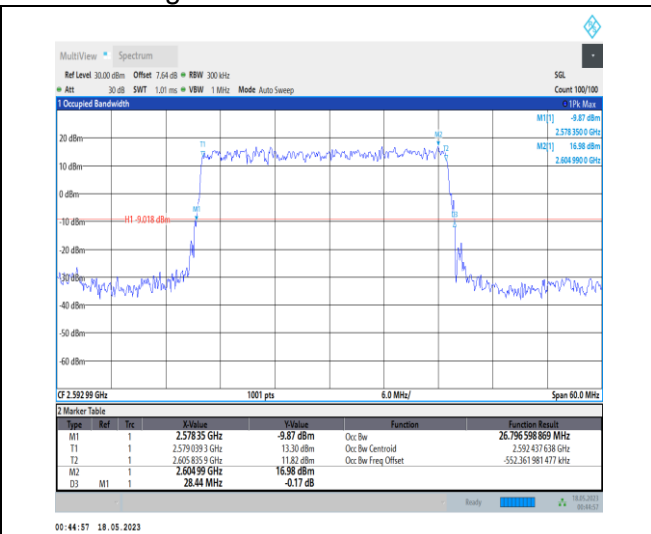 MultiView Spectrum
Ref Level 30.00 dBm Offset 7.64 dB RBW 300 kHz SGL
Att 30 dB SWT 1.01 ms VBW 1 MHz Mode Auto Sweep Count 100/100
1 Occupied Bandwidth 1Pk Max
M1[1] -9.87 dBm
2.578 350 0 GHz
M2[1] 16.98 dBm
2.604 990 0 GHz
M2
T1
T2
20 dBm
10 dBm
0 dBm
M1
D3
H1 -9.018 dBm
-10 dBm
-20 dBm
-30 dBm
-40 dBm
-50 dBm
-60 dBm
CF 2.592 99 GHz 1001 pts 6.0 MHz/ Span 60.0 MHz
2 Marker Table
Type Ref Trc X-Value Y-Value Function Function Result
M1 1 2.578 35 GHz -9.87 dBm Occ Bw 26.796 598 869 MHz
T1 1 2.579 039 3 GHz 13.30 dBm Occ Bw Centroid 2.592 437 638 GHz
T2 1 2.605 835 9 GHz 11.82 dBm Occ Bw Freq Offset -552.361 981 477 kHz
M2 1 2.604 99 GHz 16.98 dBm
D3 M1 1 28.44 MHz -0.17 dB
Ready 18.05.2023
00:44:57
00:44:57 18.05.2023